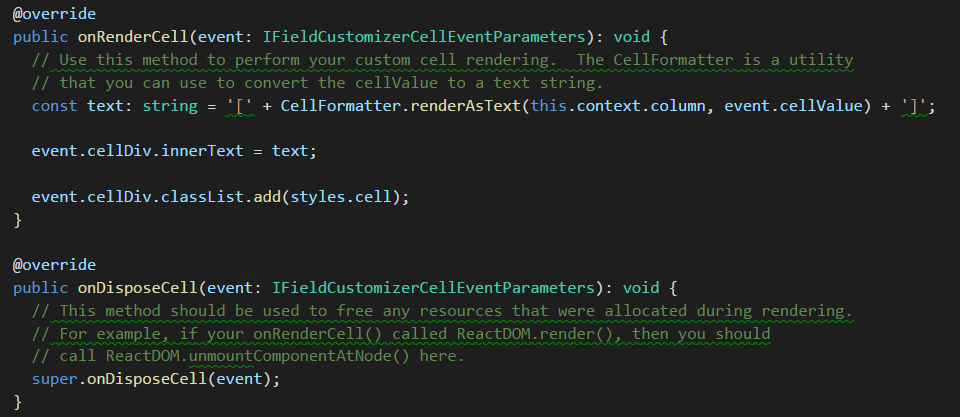 @override
public onRenderCell(event: IFieldCustomizerCellEventParameters): void {
  // Use this method to perform your custom cell rendering.  The CellFormatter is a utility
  // that you can use to convert the cellValue to a text string.
  const text: string = '[' + CellFormatter.renderAsText(this.context.column, event.cellValue) + ']';

  event.cellDiv.innerText = text;

  event.cellDiv.classList.add(styles.cell);
}

@override
public onDisposeCell(event: IFieldCustomizerCellEventParameters): void {
  // This method should be used to free any resources that were allocated during rendering.
  // For example, if your onRenderCell() called ReactDOM.render(), then you should
  // call ReactDOM.unmountComponentAtNode() here.
  super.onDisposeCell(event);
}